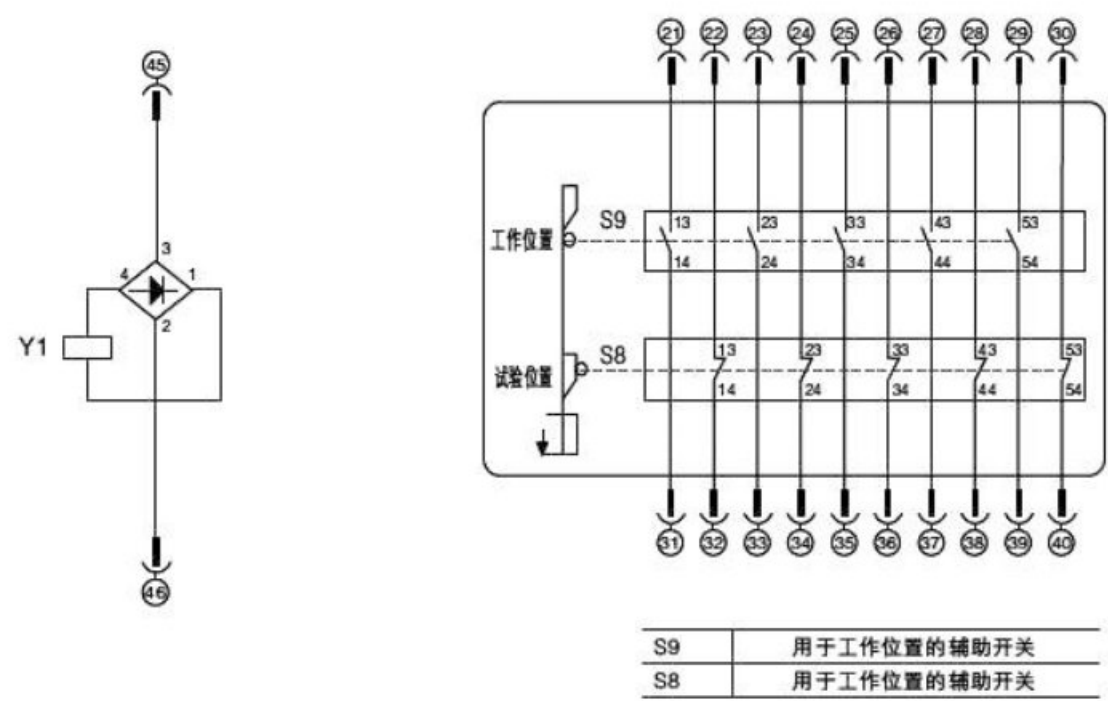 21 22 23 24 25 26 27 28 29 30
45
S9 13 23 33 43 53
工作位置
14 24 34 44 54
3
4 1
2
Y1
S8 13 23 33 43 53
试验位置
14 24 34 44 54
31 32 33 34 35 36 37 38 39 40
46
S9 用于工作位置的辅助开关
S8 用于工作位置的辅助开关